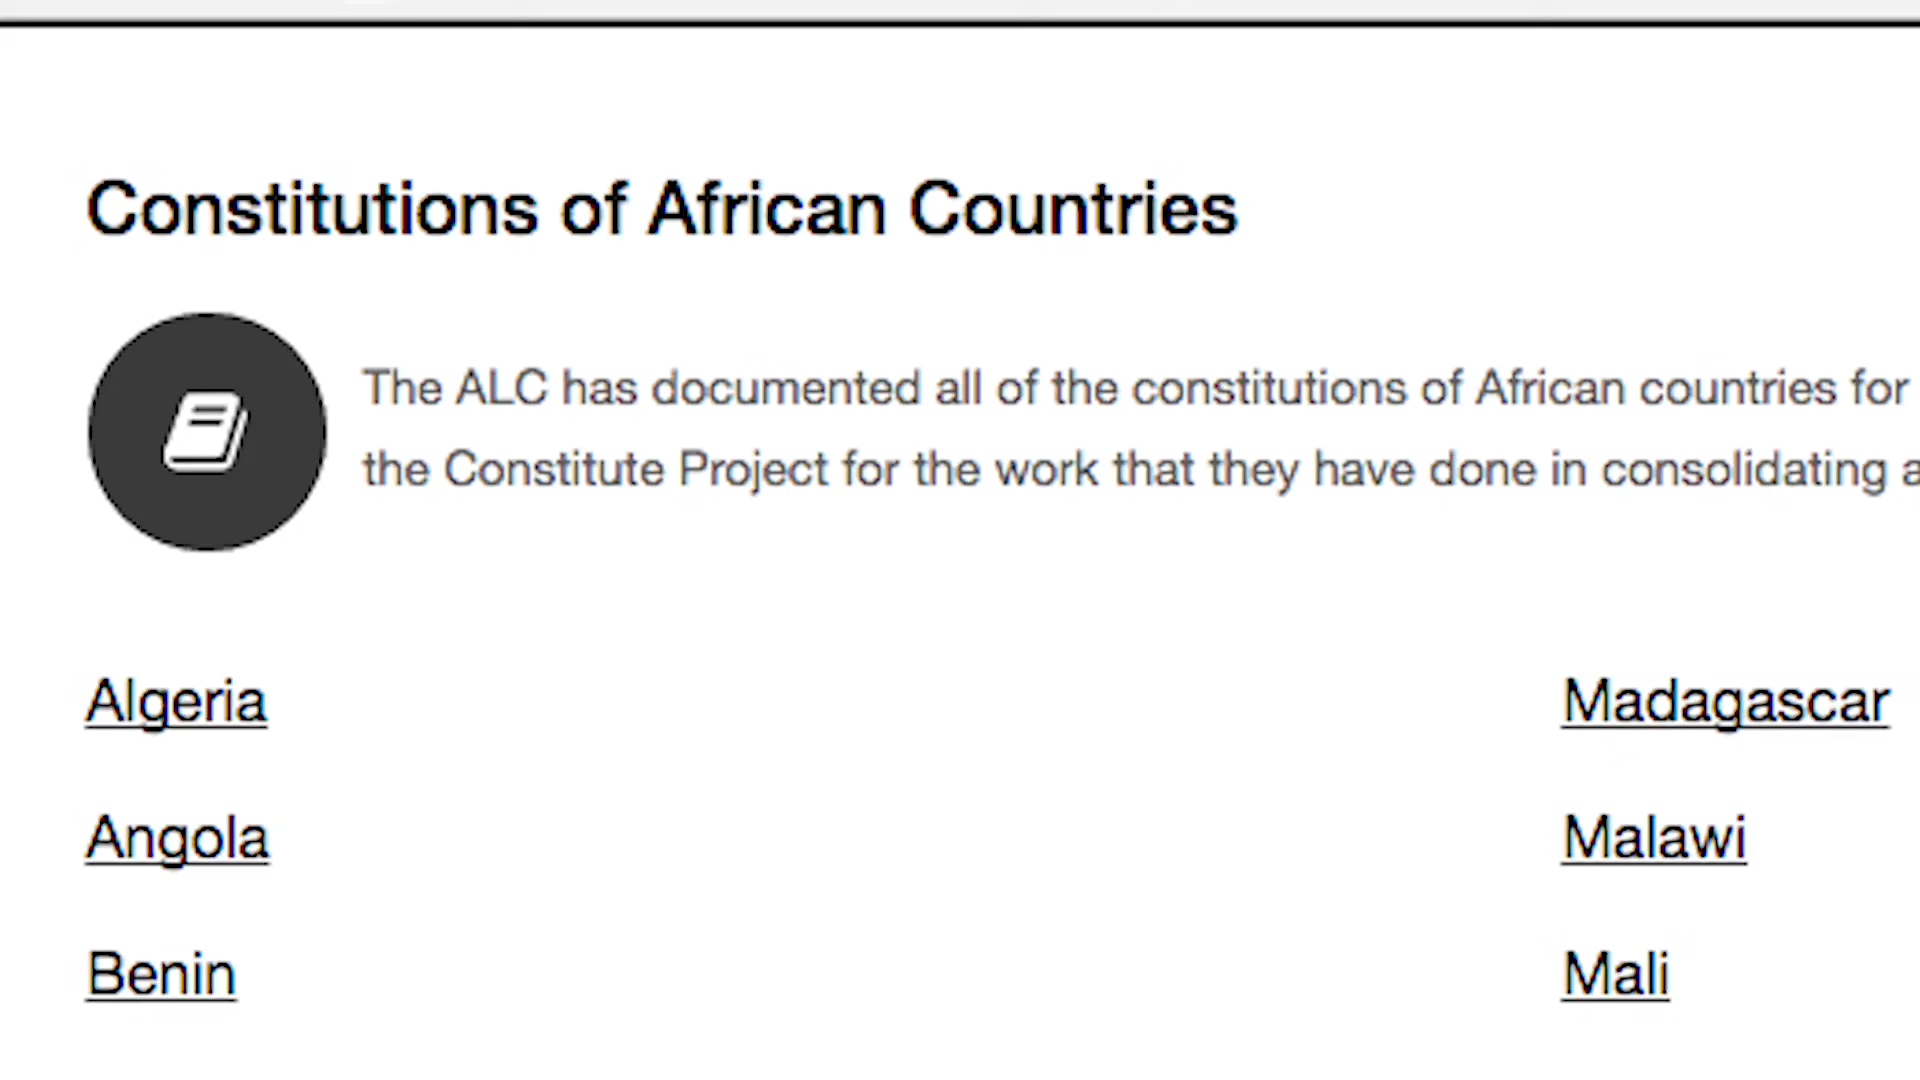 Constitutions of African Countries
The ALC has documented all of the constitutions of African countries for
the Constitute Project for the work that they have done in consolidating
Algeria
Madagascar
Angola
Malawi
Benin
Mali